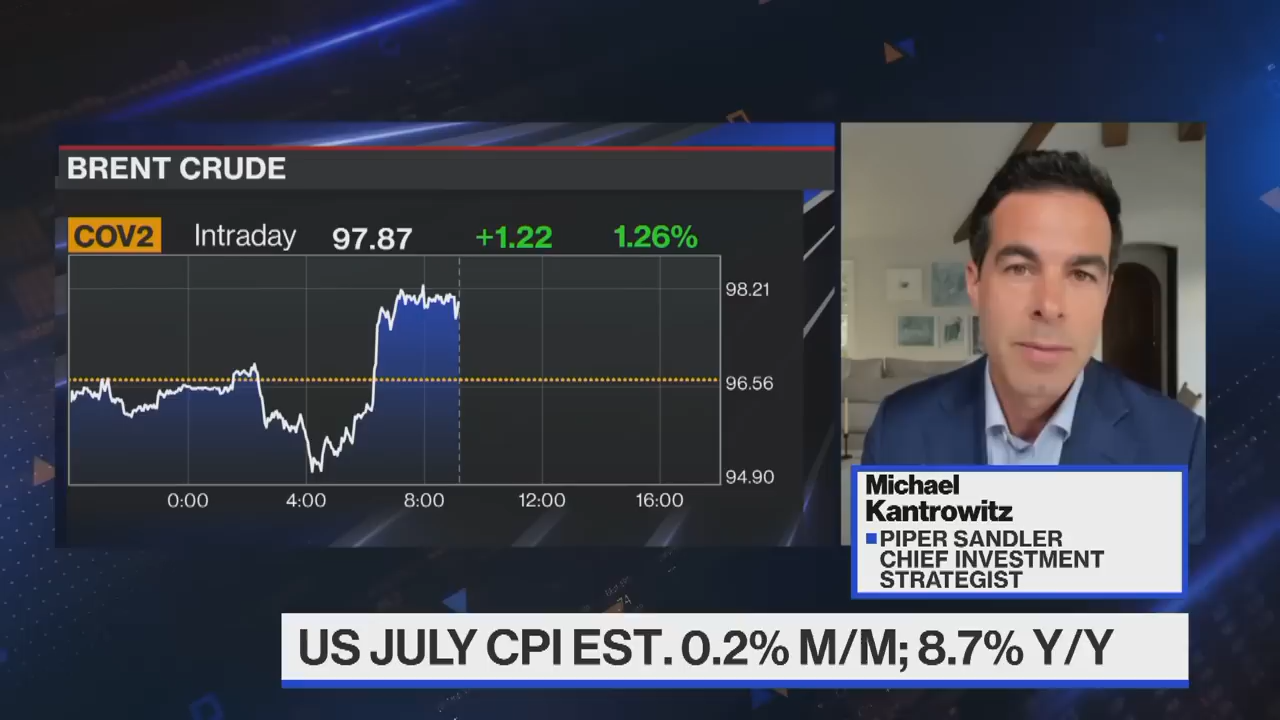 BRENT CRUDE
COV2 Intraday 97.87 +1.22 1.26%
98.21
96.56
94.90
0:00 4:00 8:00 12:00 16:00
Michael
Kantrowitz
PIPER SANDLER
CHIEF INVESTMENT
STRATEGIST
US JULY CPI EST. 0.2% M/M; 8.7% Y/Y